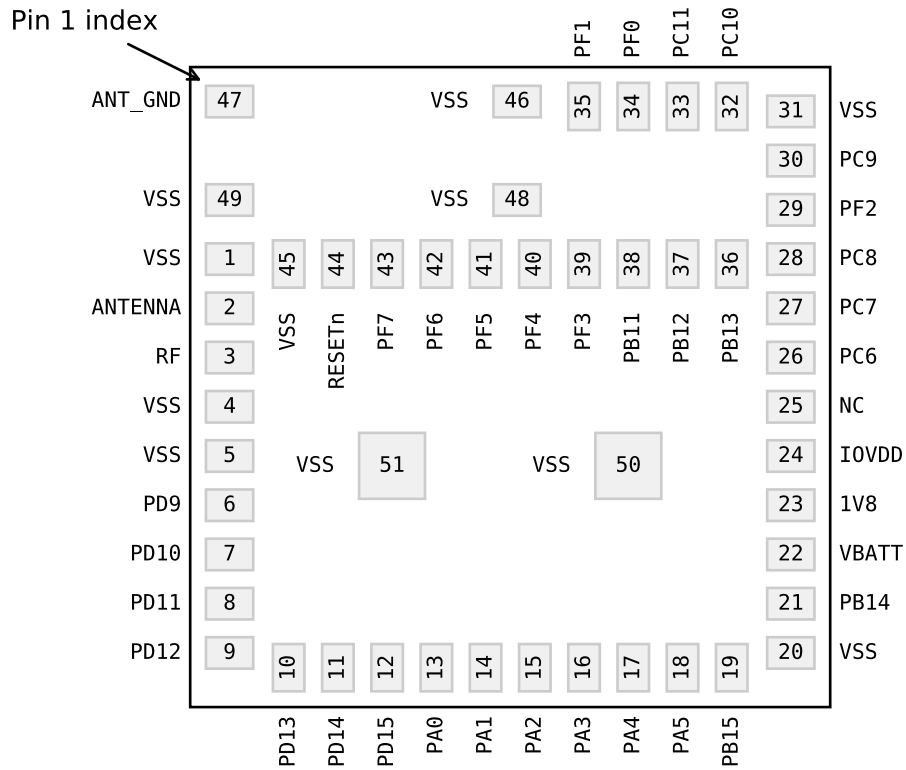 Pin 1 index
PF1 PF0 PC11 PC10
ANT_GND 47 VSS 46 35 34 33 32 31 VSS
30 PC9
VSS 49 VSS 48 29 PF2
VSS 1 45 44 43 42 41 40 39 38 37 36 28 PC8
ANTENNA 2 27 PC7
VSS RESETn PF7 PF6 PF5 PF4 PF3 PB11 PB12 PB13
RF 3 26 PC6
VSS 4 25 NC
VSS 5 24 IOVDD
VSS 51 VSS 50
PD9 6 23 1V8
PD10 7 22 VBATT
PD11 8 21 PB14
PD12 9 20 VSS
10 11 12 13 14 15 16 17 18 19
PD13 PD14 PD15 PA0 PA1 PA2 PA3 PA4 PA5 PB15